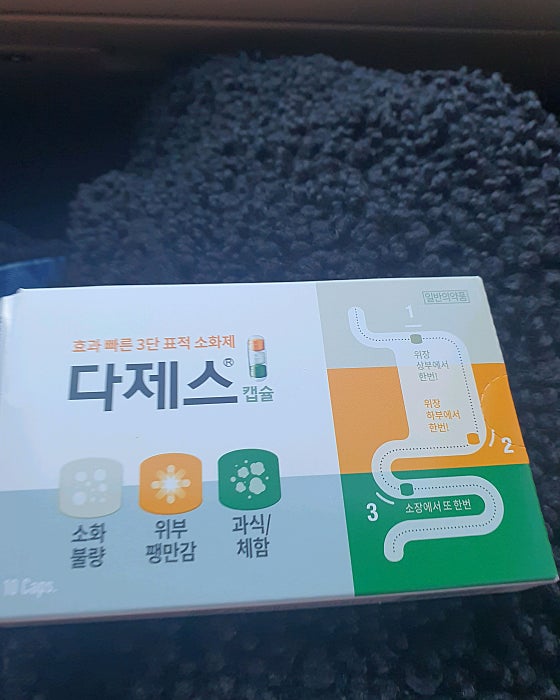 효과 빠른 3단 표적 소화제
다제스®
캡슐
소화
불량
위부
팽만감
과식/
체함
10 Caps.
일반의약품
1
위장
상부에서
한번!
위장
하부에서
한번!
2
3
소장에서 또 한번